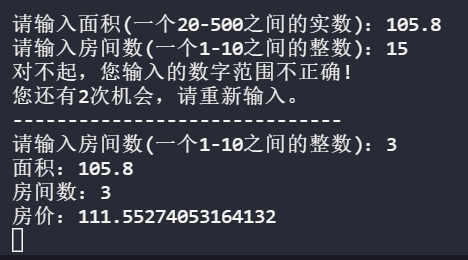 请输入面积(一个20-500之间的实数)：105.8
请输入房间数(一个1-10之间的整数)：15
对不起，您输入的数字范围不正确!
您还有2次机会，请重新输入。
------------------------------
请输入房间数(一个1-10之间的整数)：3
面积：105.8
房间数：3
房价：111.55274053164132